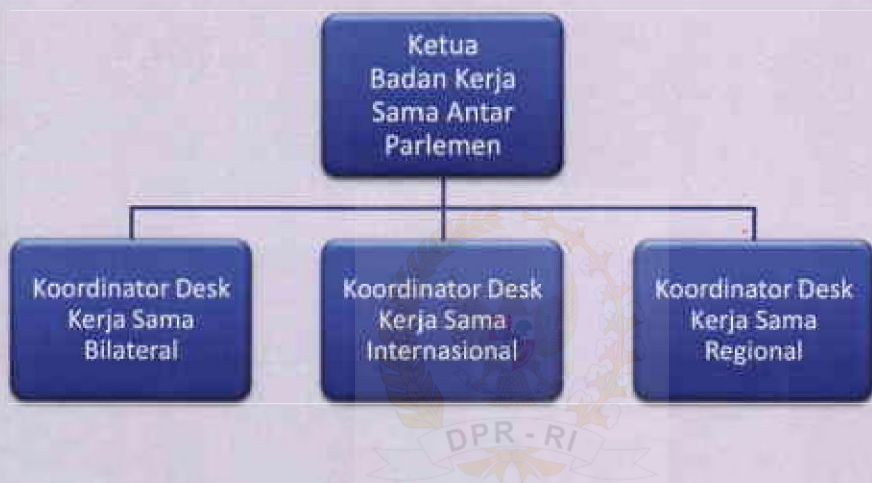 Ketua
Badan Kerja
Sama Antar
Parlemen
Koordinator Desk
Kerja Sama
Bilateral
Koordinator Desk
Kerja Sama
Internasional
Koordinator Desk
Kerja Sama
Regional
DPR - RI